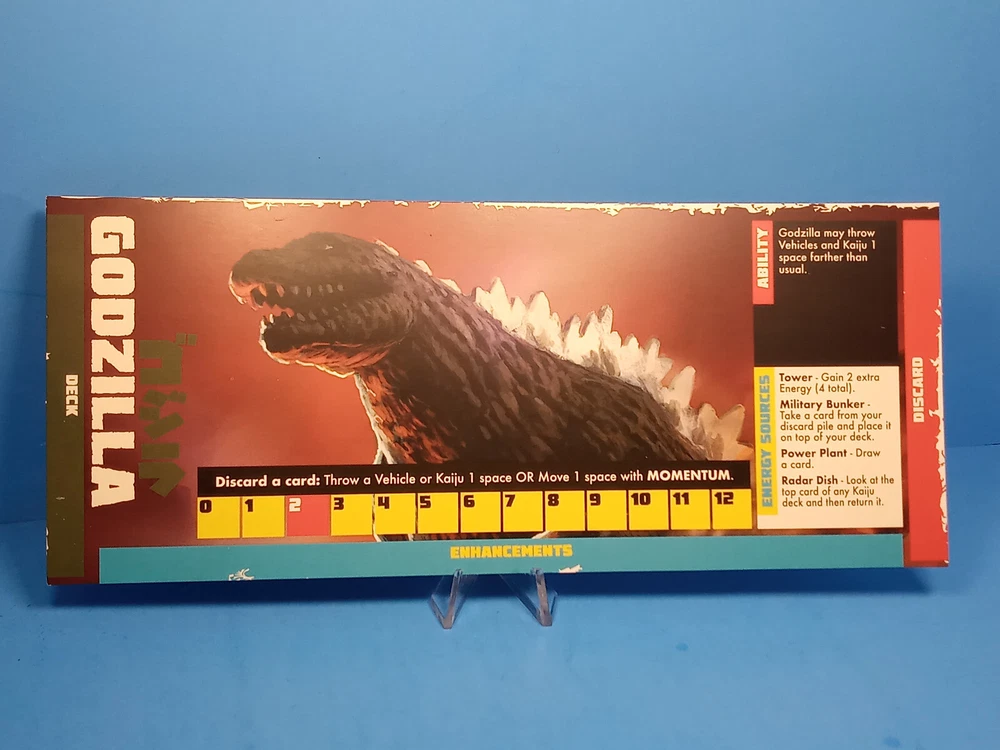 DECK
GODZILLA
ゴジラ
Discard a card: Throw a Vehicle or Kaiju 1 space OR Move 1 space with MOMENTUM.
0 1 2 3 4 5 6 7 8 9 10 11 12
ENHANCEMENTS
ABILITY
Godzilla may throw
Vehicles and Kaiju 1
space farther than
usual.
ENERGY SOURCES
Tower - Gain 2 extra
Energy (4 total).
Military Bunker -
Take a card from your
discard pile and place it
on top of your deck.
Power Plant - Draw
a card.
Radar Dish - Look at the
top card of any Kaiju
deck and then return it.
DISCARD